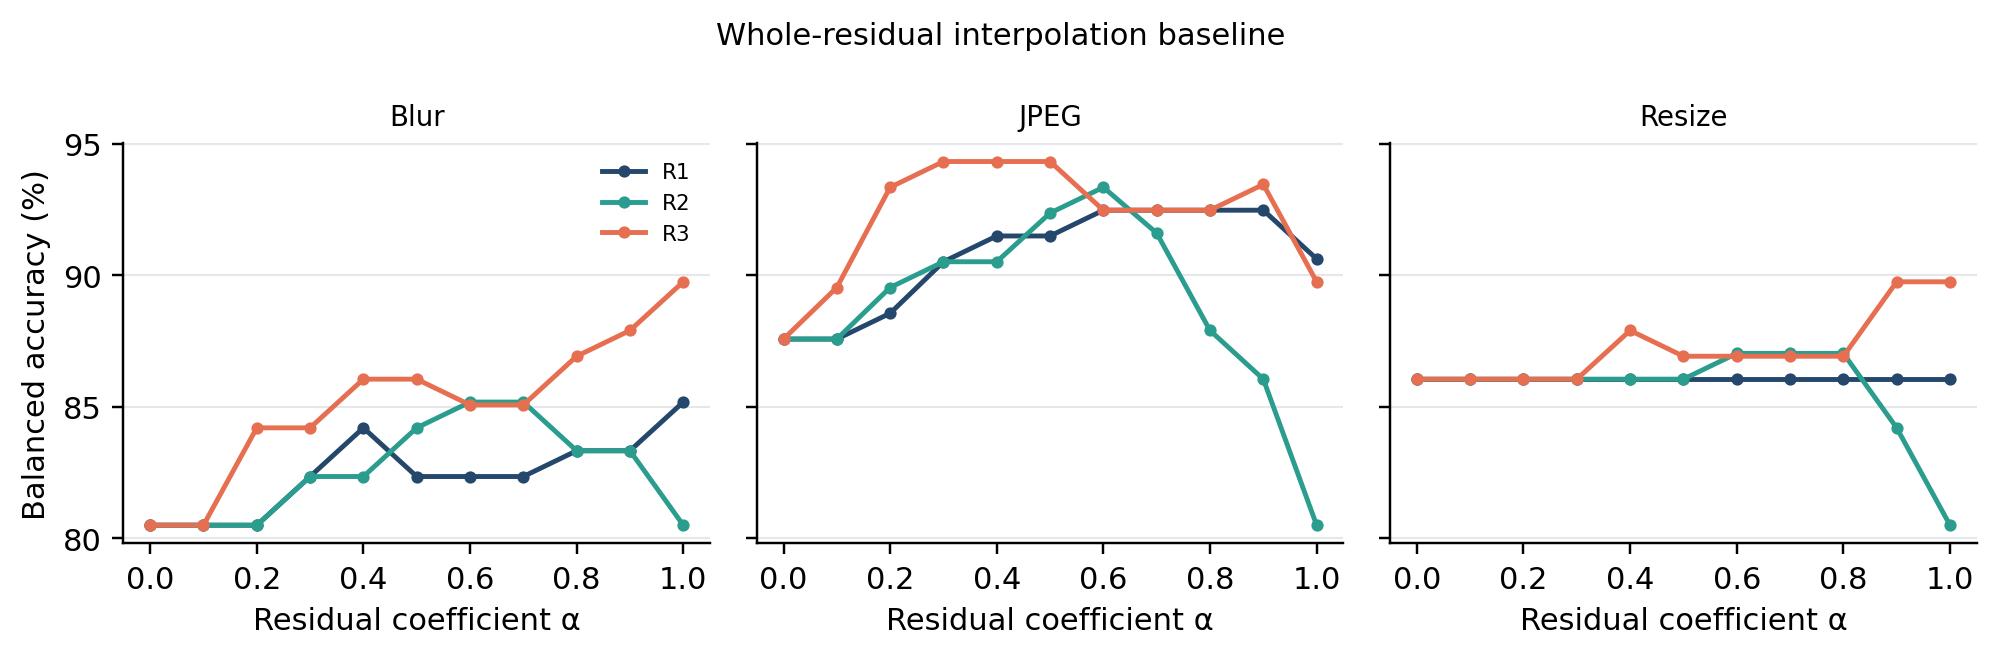 Whole-residual interpolation baseline
Blur
JPEG
Resize
Balanced accuracy (%)
95
90
85
80
R1
R2
R3
0.0 0.2 0.4 0.6 0.8 1.0
0.0 0.2 0.4 0.6 0.8 1.0
0.0 0.2 0.4 0.6 0.8 1.0
Residual coefficient α
Residual coefficient α
Residual coefficient α